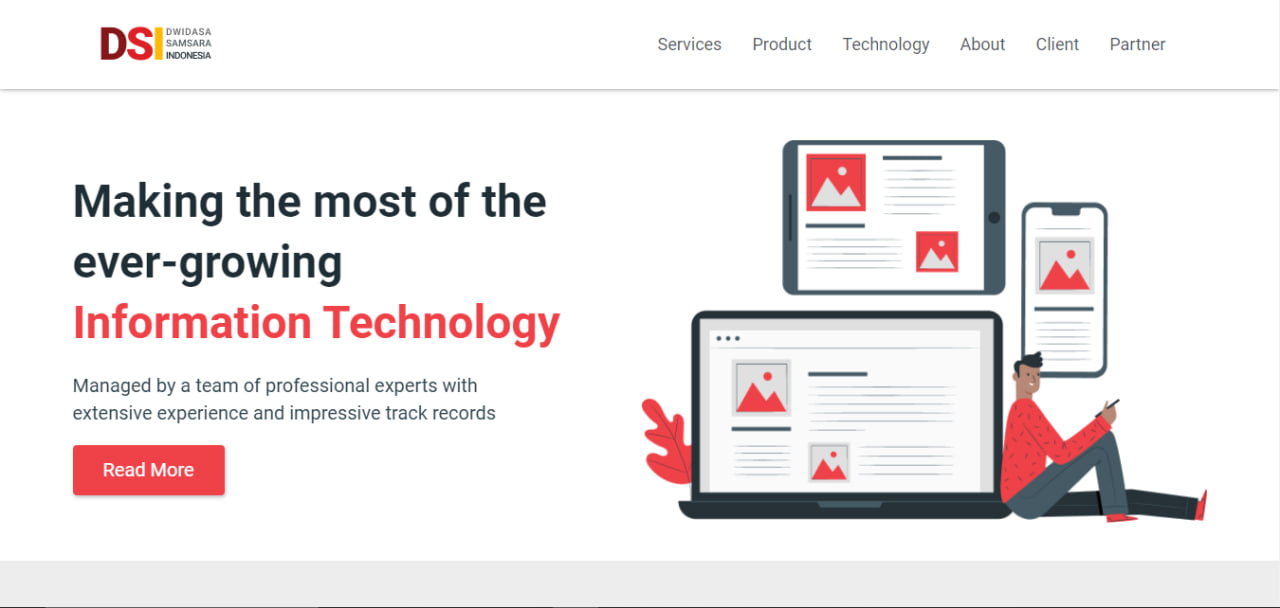 DSI
DWIDASA
SAMSARA
INDONESIA
Services Product Technology About Client Partner
Making the most of the
ever-growing
Information Technology
Managed by a team of professional experts with
extensive experience and impressive track records
Read More